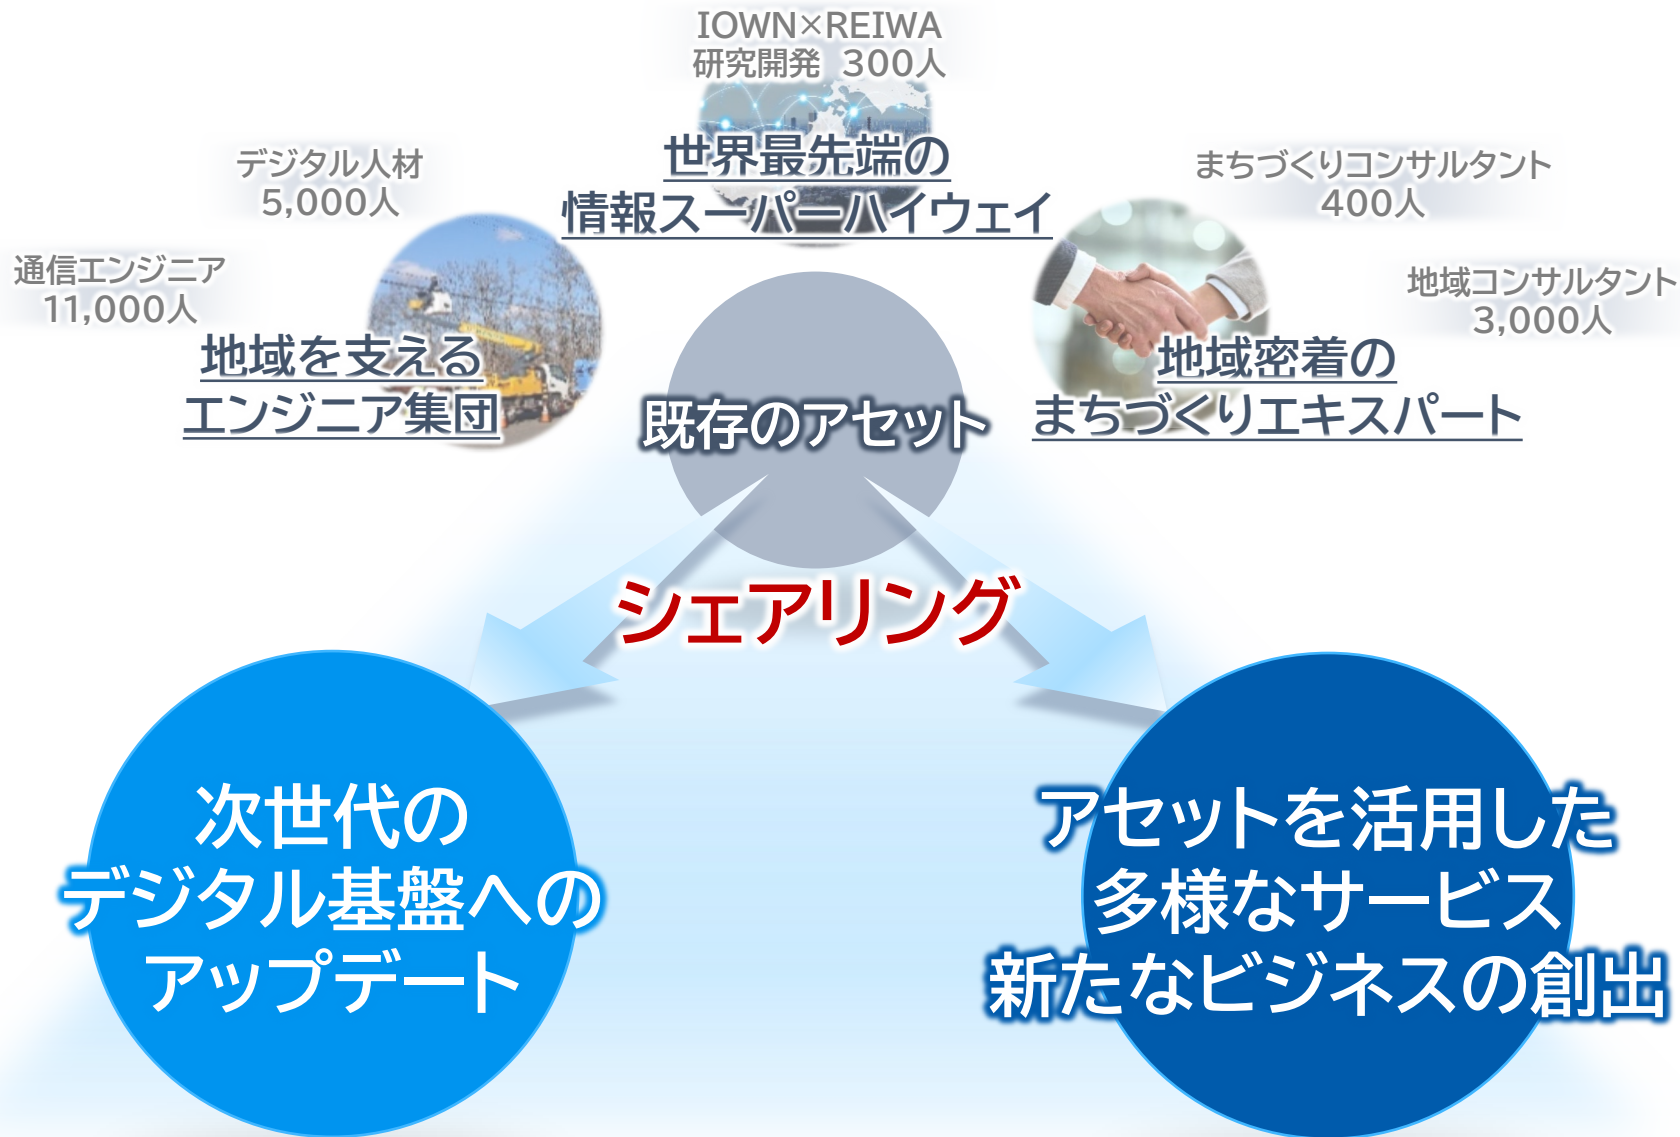 IOWN×REIWA
研究開発 300人
世界最先端の
情報スーパーハイウェイ
デジタル人材
5,000人
通信エンジニア
11,000人
地域を支える
エンジニア集団
まちづくりコンサルタント
400人
地域コンサルタント
3,000人
地域密着の
まちづくりエキスパート
既存のアセット
シェアリング
次世代の
デジタル基盤への
アップデート
アセットを活用した
多様なサービス
新たなビジネスの創出